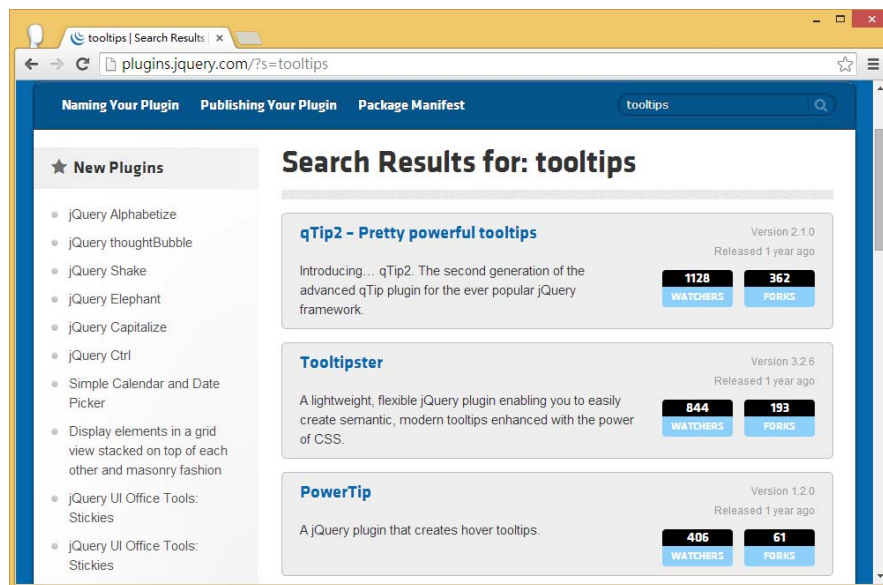 tooltips | Search Results
plugins.jquery.com/?s=tooltips
Naming Your Plugin Publishing Your Plugin Package Manifest tooltips
New Plugins
jQuery Alphabetize
jQuery thoughtBubble
jQuery Shake
jQuery Elephant
jQuery Capitalize
jQuery Ctrl
Simple Calendar and Date
Picker
Display elements in a grid
view stacked on top of each
other and masonry fashion
jQuery UI Office Tools:
Stickies
jQuery UI Office Tools:
Stickies
Search Results for: tooltips
qTip2 – Pretty powerful tooltips
Version 2.1.0
Released 1 year ago
Introducing… qTip2. The second generation of the
advanced qTip plugin for the ever popular jQuery
framework.
1128 362
WATCHERS FORKS
Tooltipster
Version 3.2.6
Released 1 year ago
A lightweight, flexible jQuery plugin enabling you to easily
create semantic, modern tooltips enhanced with the power
of CSS.
844 193
WATCHERS FORKS
PowerTip
Version 1.2.0
Released 1 year ago
A jQuery plugin that creates hover tooltips.
406 61
WATCHERS FORKS